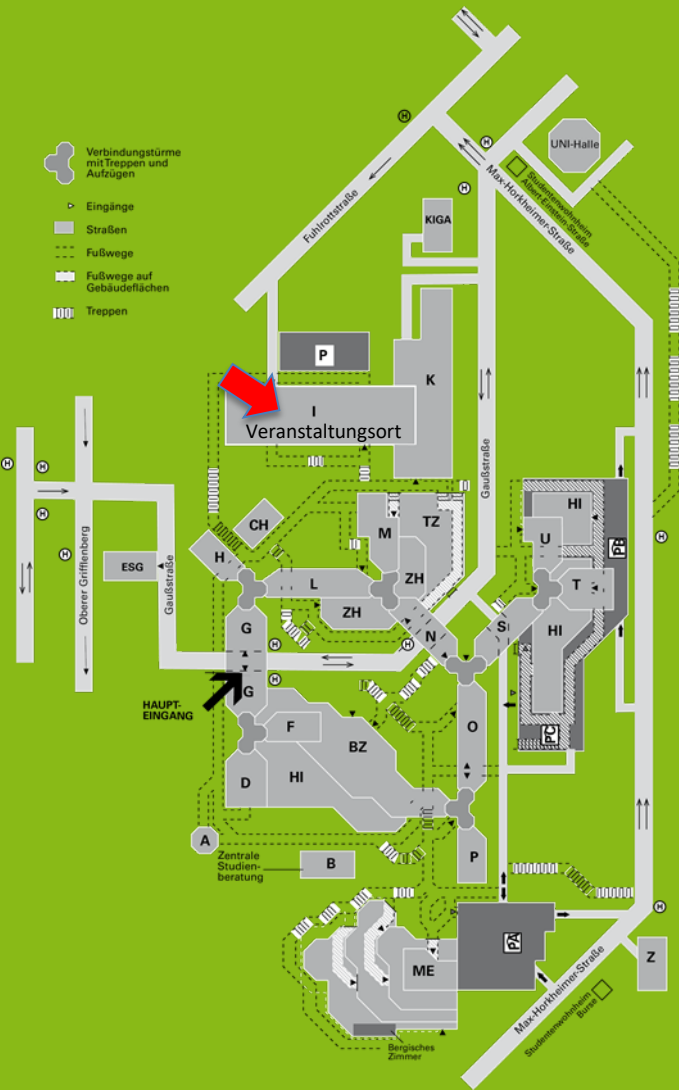 Verbindungstürme
mit Treppen und
Aufzügen
Eingänge
Straßen
Fußwege
Fußwege auf
Gebäudeflächen
Treppen
H
H
H
Fuhlrottstraße
UNI-Halle
Studentenwohnheim
Albert-Einstein-Straße
Max-Horkheimer-Straße
KIGA
P
K
I
Veranstaltungsort
Gaußstraße
H
H
H
H
Oberer Grifflenberg
ESG
Gaußstraße
CH
H
M
TZ
ZH
L
ZH
N
S
HI
U
PB
T
HI
PC
H
G
H
H
H
G
HAUPT-
EINGANG
F
BZ
O
D
HI
A
Zentrale
Studien-
beratung
B
P
ME
PA
H
Z
Max-Horkheimer-Straße
Studentenwohnheim
Burse
Bergisches
Zimmer